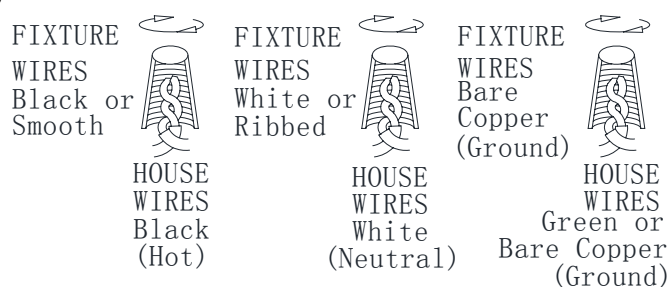 FIXTURE
WIRES
Black or
Smooth
HOUSE
WIRES
Black
(Hot)
FIXTURE
WIRES
White or
Ribbed
HOUSE
WIRES
White
(Neutral)
FIXTURE
WIRES
Bare
Copper
(Ground)
HOUSE
WIRES
Green or
Bare Copper
(Ground)